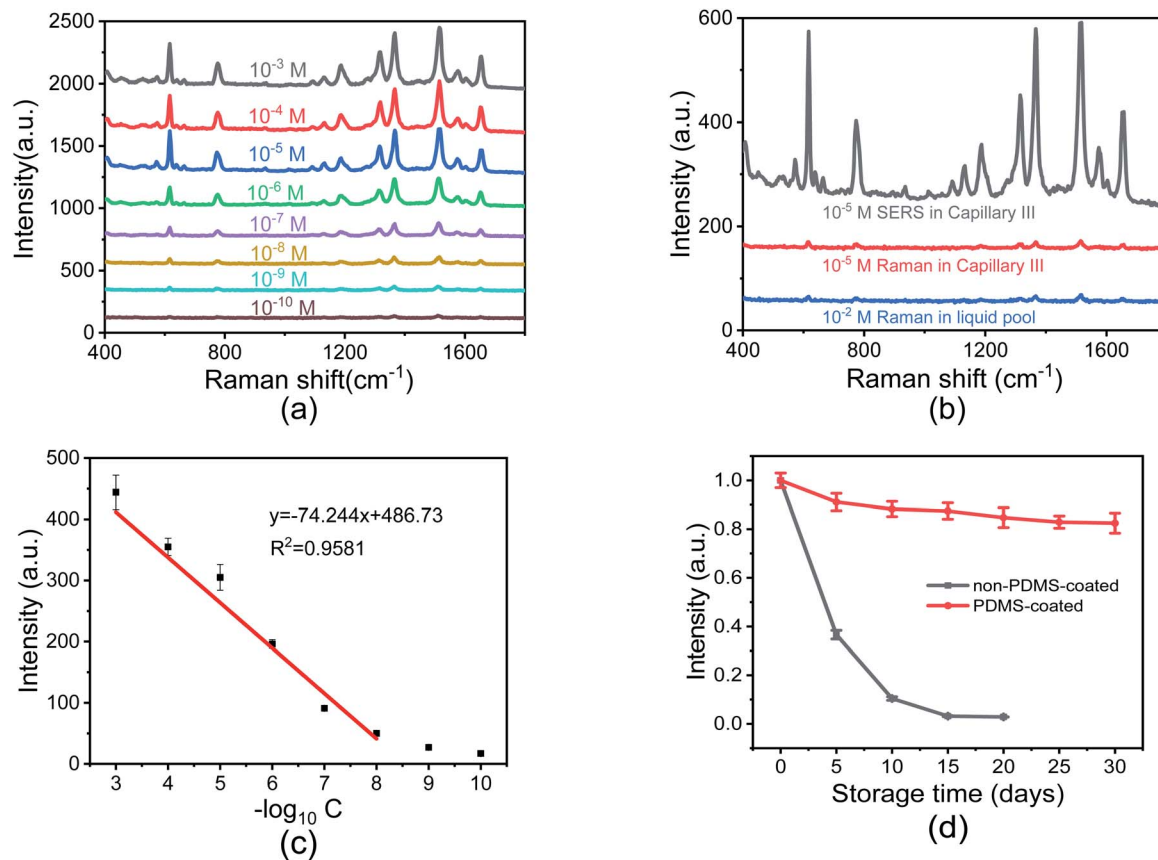 2500
2000
1500
1000
500
0
Intensity(a.u.)
10⁻³ M
10⁻⁴ M
10⁻⁵ M
10⁻⁶ M
10⁻⁷ M
10⁻⁸ M
10⁻⁹ M
10⁻¹⁰ M
400 800 1200 1600
Raman shift(cm⁻¹)
(a)
600
400
200
0
Intensity (a.u.)
10⁻⁵ M SERS in Capillary III
10⁻⁵ M Raman in Capillary III
10⁻² M Raman in liquid pool
400 800 1200 1600
Raman shift (cm⁻¹)
(b)
500
400
300
200
100
0
Intensity (a.u.)
y=-74.244x+486.73
R²=0.9581
3 4 5 6 7 8 9 10
-log₁₀ C
(c)
1.0
0.8
0.6
0.4
0.2
0.0
Intensity (a.u.)
non-PDMS-coated
PDMS-coated
0 5 10 15 20 25 30
Storage time (days)
(d)